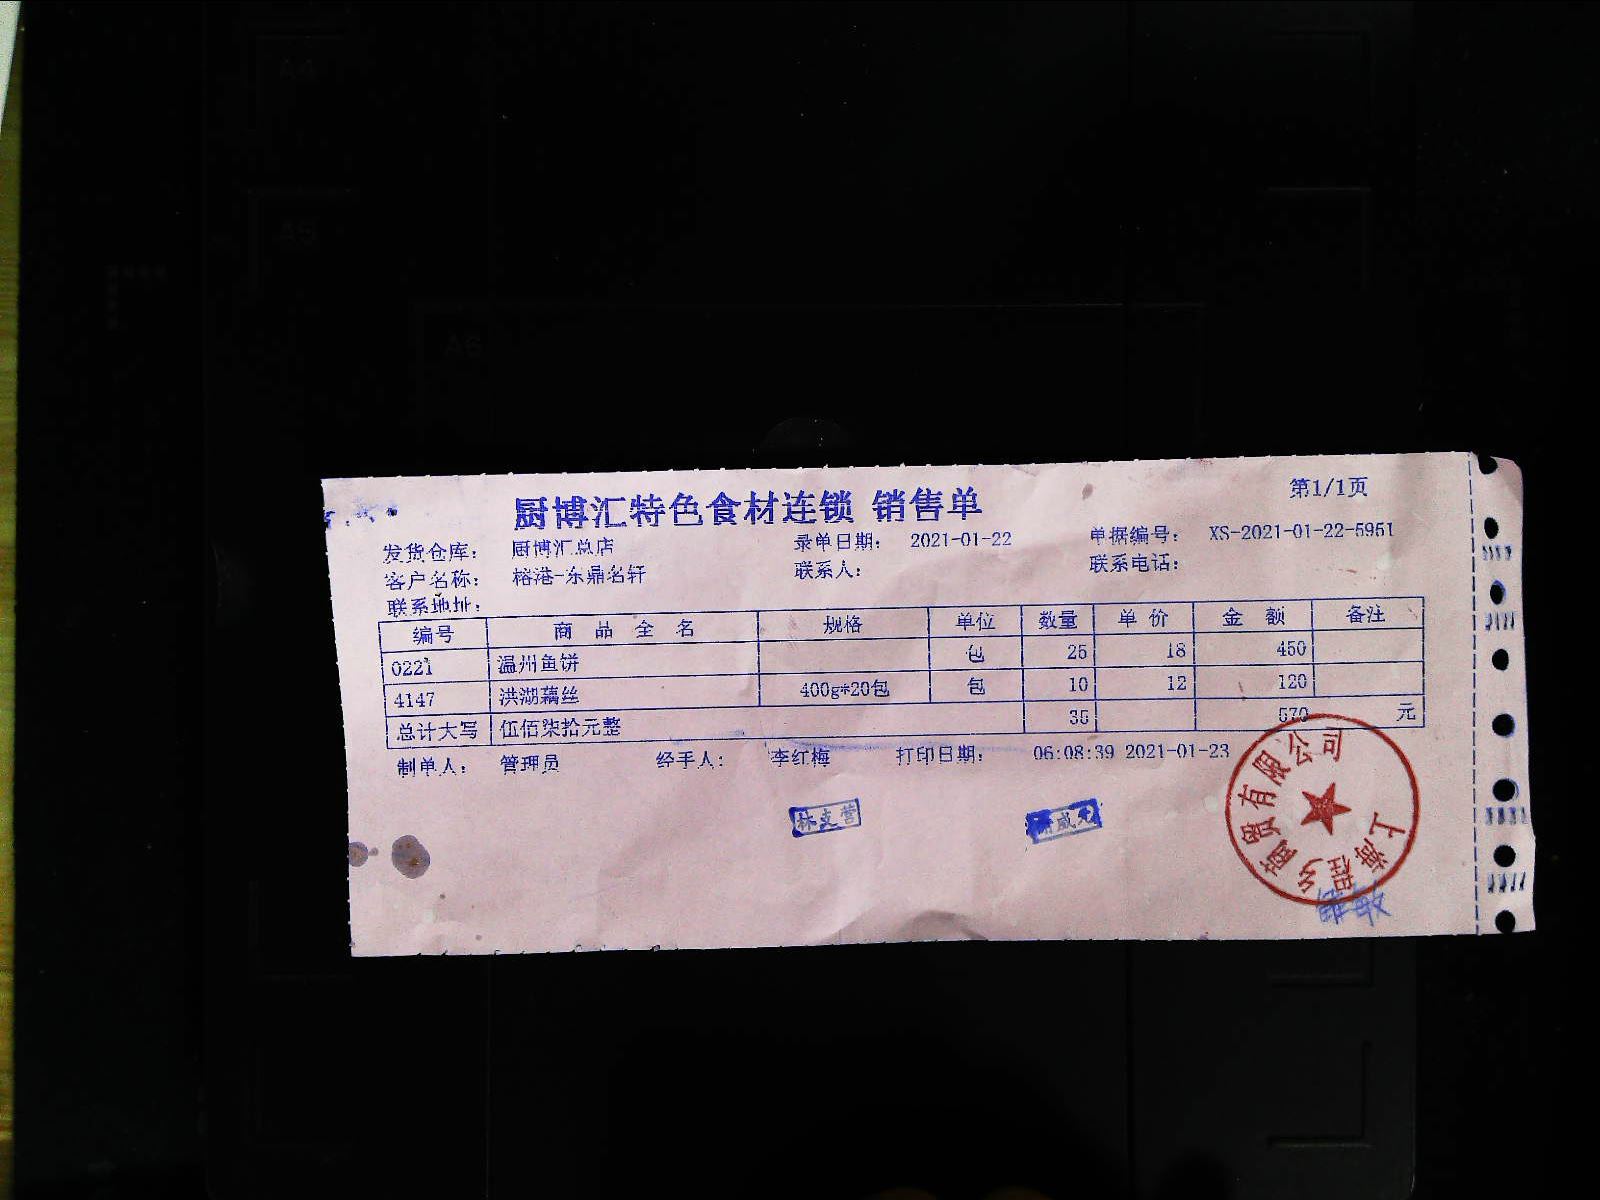 第1/1页
厨博汇特色食材连锁 销售单
发货仓库： 厨博汇总店 录单日期： 2021-01-22 单据编号： XS-2021-01-22-5951
客户名称： 榕港-东鼎名轩 联系人： 联系电话：
联系地址：
编号 商品全名 规格 单位 数量 单价 金额 备注
0221 温州鱼饼 包 25 18 450
4147 洪湖藕丝 400g*20包 包 10 12 120
总计大写 伍佰柒拾元整 35 570 元
制单人： 管理员 经手人： 李红梅 打印日期： 06:08:39 2021-01-23
林支营
上海程乡商贸有限公司